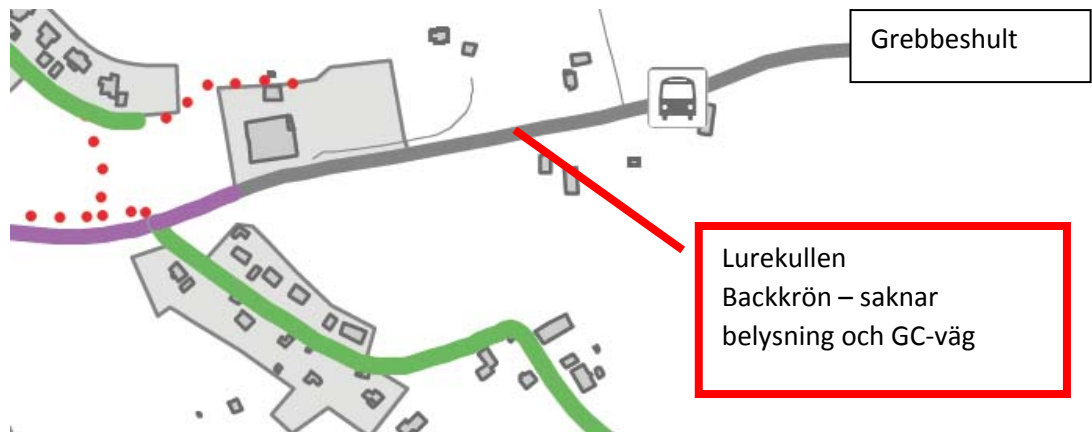 Grebbeshult
Lurekullen
Backkrön – saknar
belysning och GC-väg